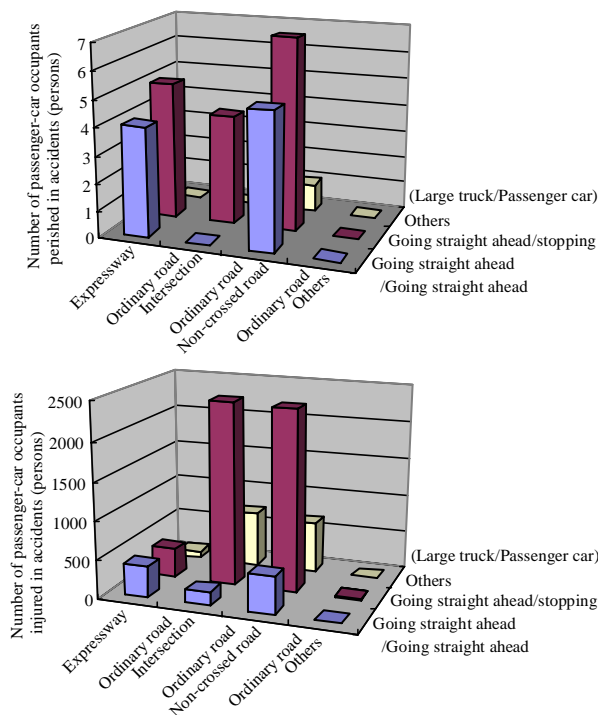 Number of passenger-car occupants
perished in accidents (persons)
7
6
5
4
3
2
1
0
Expressway
Ordinary road
Intersection
Ordinary road
Non-crossed road
Ordinary road
Others
(Large truck/Passenger car)
Others
Going straight ahead/stopping
Going straight ahead
/Going straight ahead
Number of passenger-car occupants
injured in accidents (persons)
2500
2000
1500
1000
500
0
Expressway
Ordinary road
Intersection
Ordinary road
Non-crossed road
Ordinary road
Others
(Large truck/Passenger car)
Others
Going straight ahead/stopping
Going straight ahead
/Going straight ahead